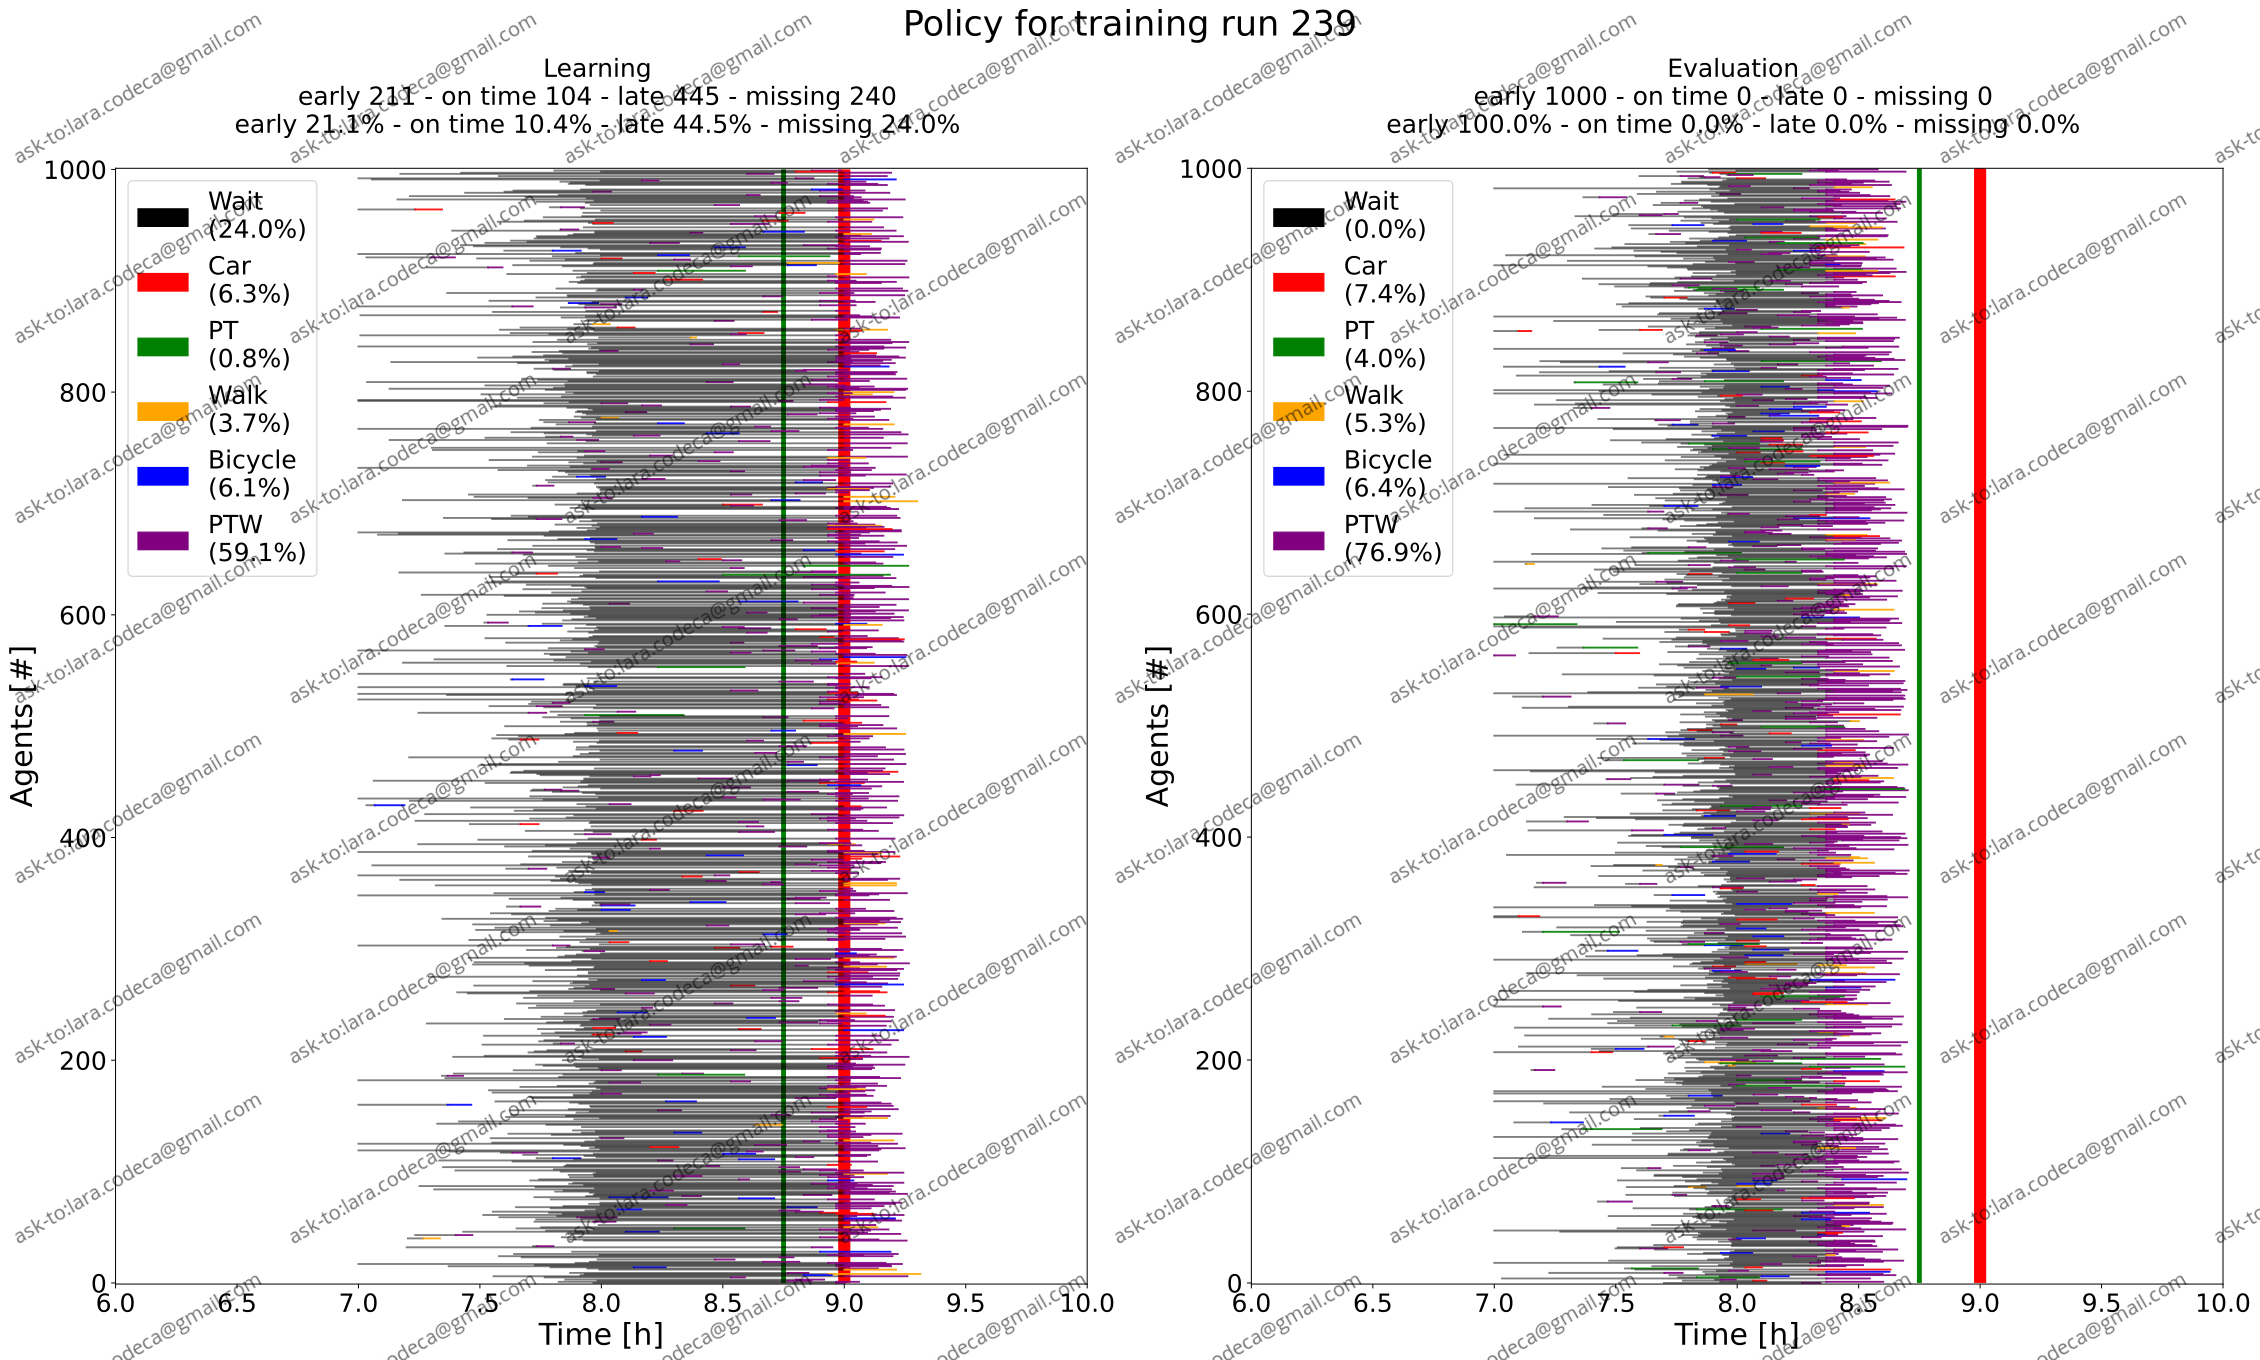 Policy for training run 239
Learning
early 211 - on time 104 - late 445 - missing 240
early 21.1% - on time 10.4% - late 44.5% - missing 24.0%
1000
800
600
400
200
0
Agents [#]
Wait
(24.0%)
Car
(6.3%)
PT
(0.8%)
Walk
(3.7%)
Bicycle
(6.1%)
PTW
(59.1%)
6.0 6.5 7.0 7.5 8.0 8.5 9.0 9.5 10.0
Time [h]
Evaluation
early 1000 - on time 0 - late 0 - missing 0
early 100.0% - on time 0.0% - late 0.0% - missing 0.0%
1000
800
600
400
200
0
Agents [#]
Wait
(0.0%)
Car
(7.4%)
PT
(4.0%)
Walk
(5.3%)
Bicycle
(6.4%)
PTW
(76.9%)
6.0 6.5 7.0 7.5 8.0 8.5 9.0 9.5 10.0
Time [h]
ask-to:lara.codeca@gmail.com